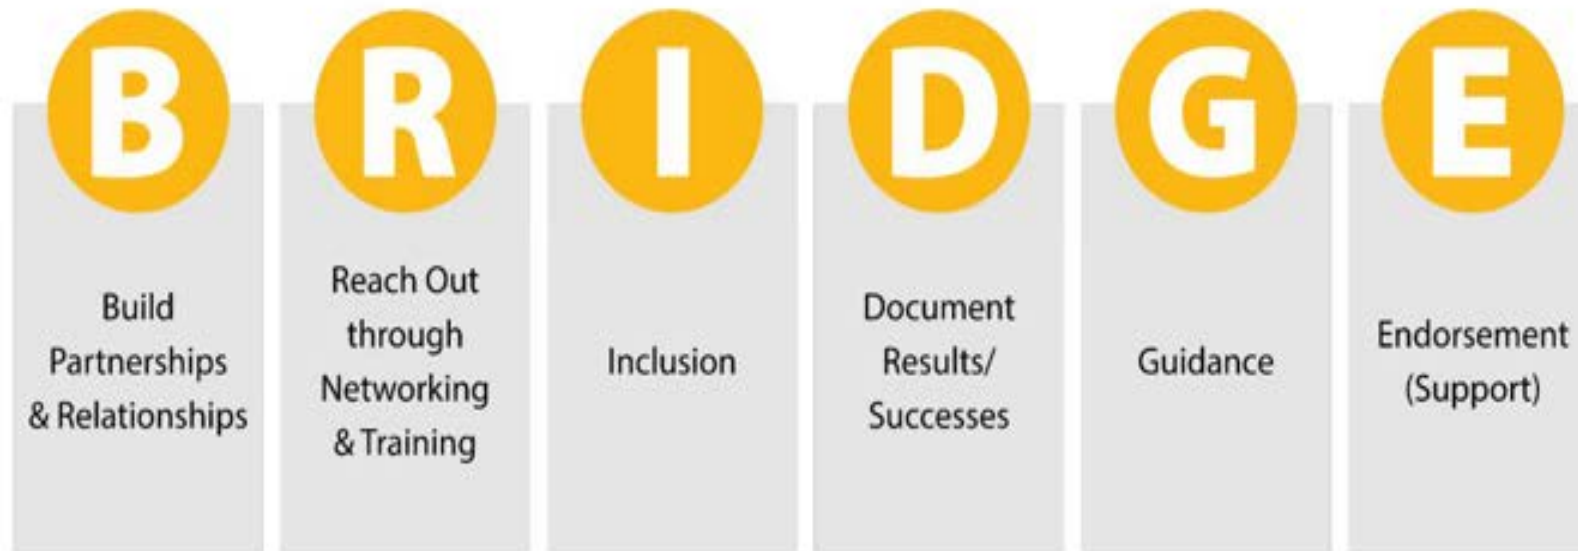 B
Build
Partnerships
& Relationships
R
Reach Out
through
Networking
& Training
I
Inclusion
D
Document
Results/
Successes
G
Guidance
E
Endorsement
(Support)